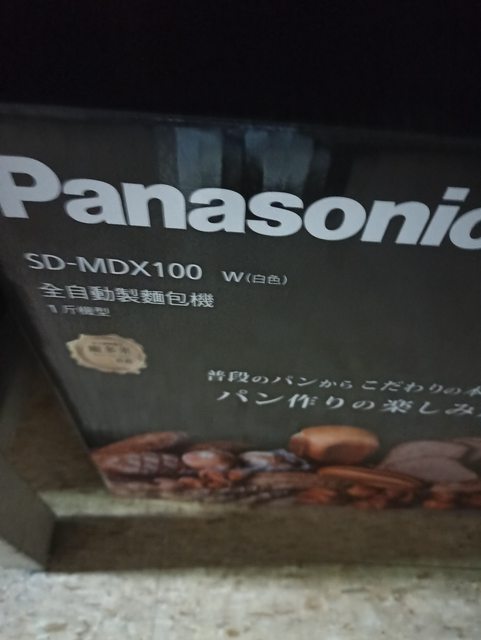 Panasonic
SD-MDX100 W(白色)
全自動製麵包機
1斤機型
普段のパンからこだわりの本
パン作りの楽しみ